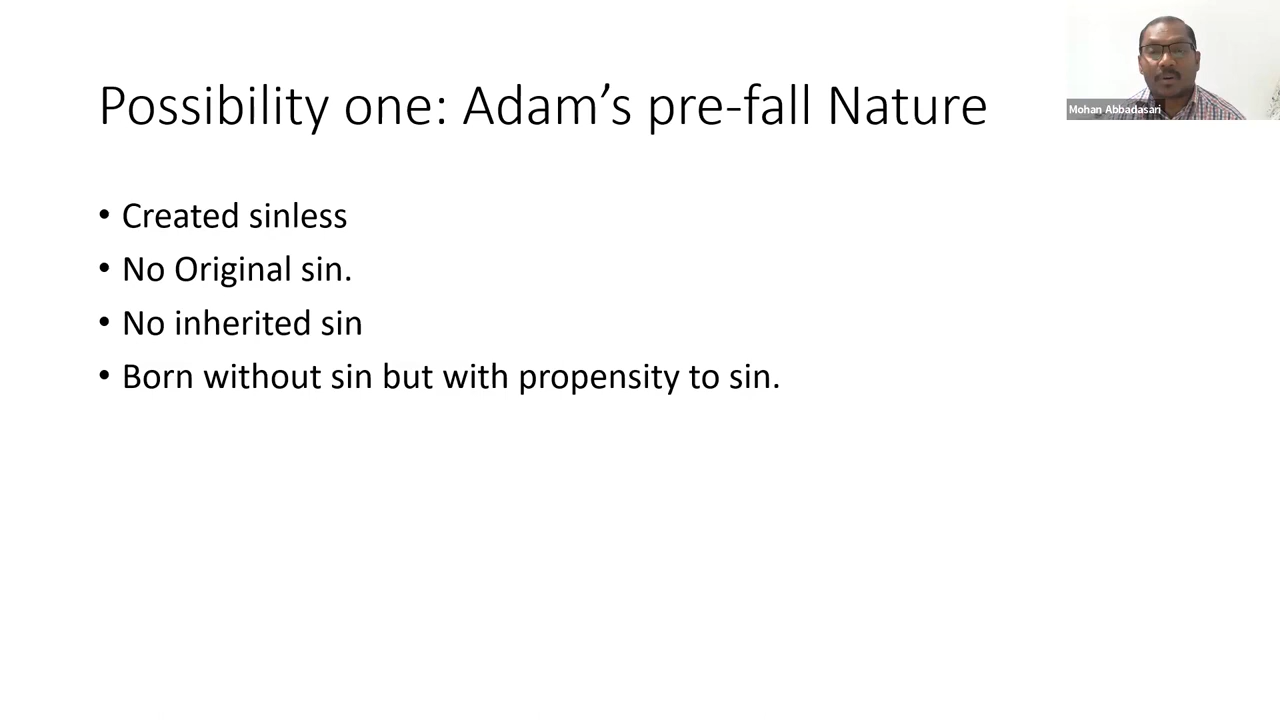 Possibility one: Adam’s pre-fall Nature
Mohan Abbadasari
• Created sinless
• No Original sin.
• No inherited sin
• Born without sin but with propensity to sin.